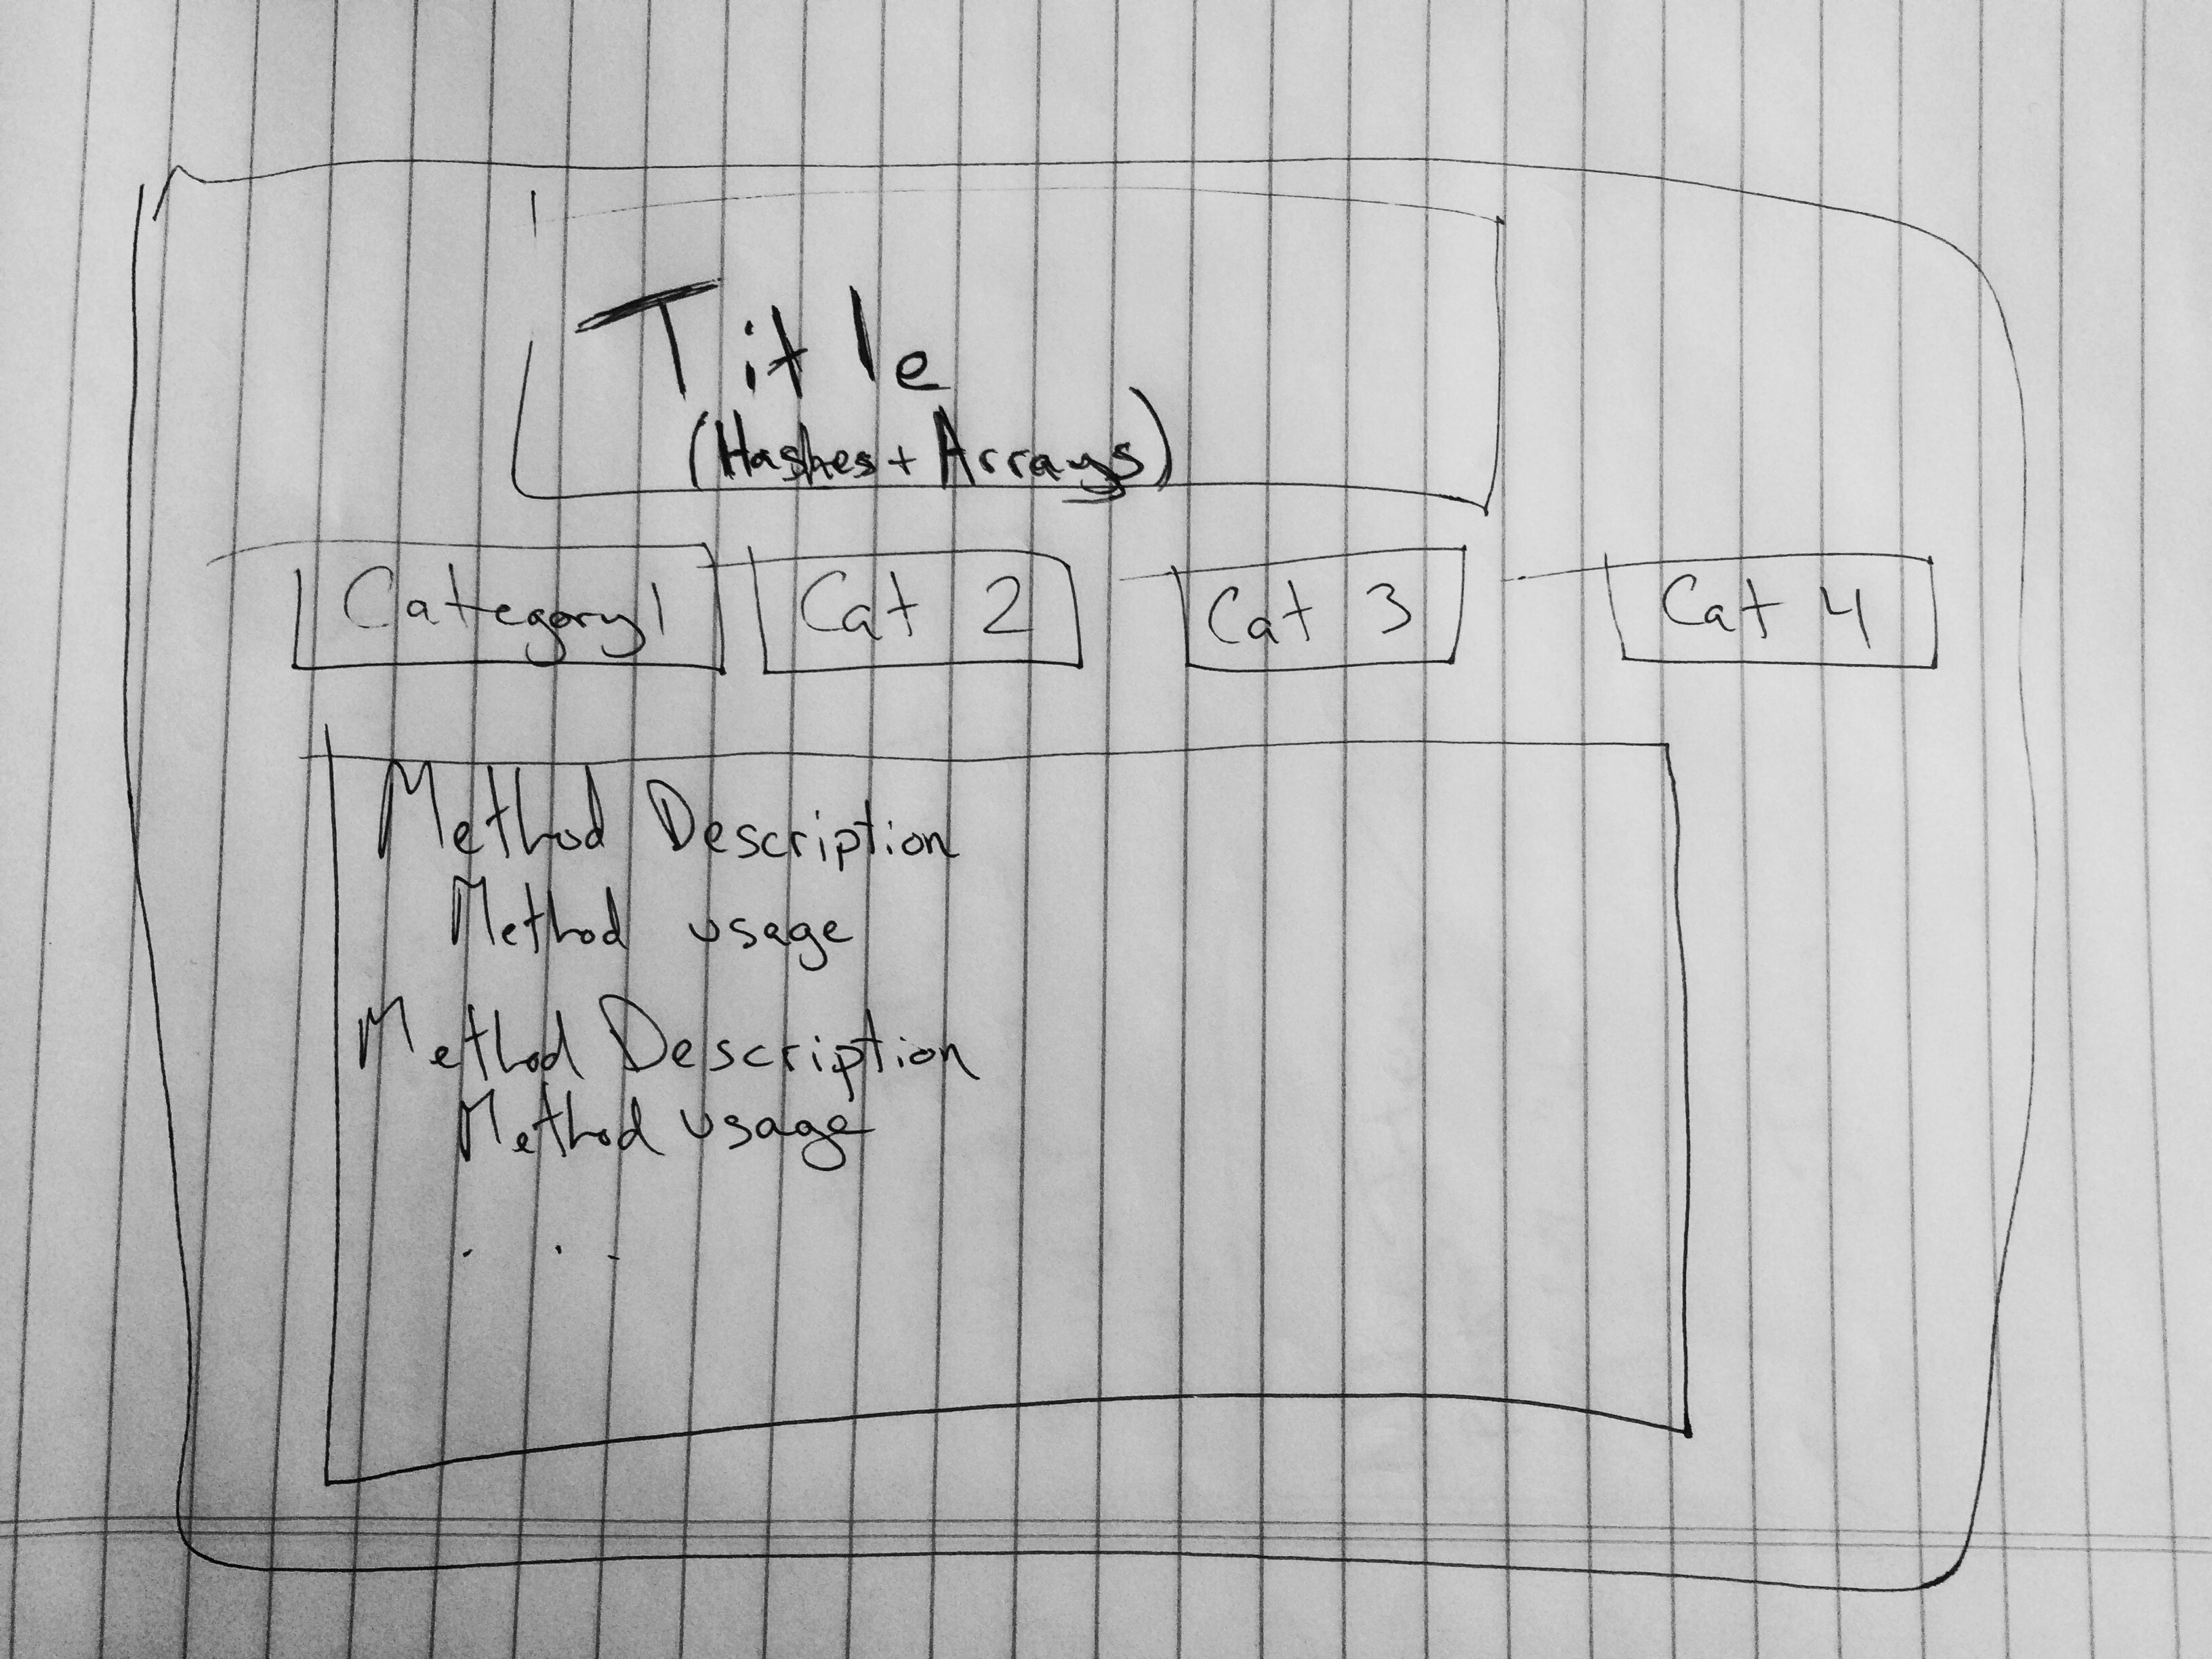 Title
(Hashes + Arrays)
Category 1 Cat 2 Cat 3 Cat 4
Method Description
Method usage
Method Description
Method usage
. . .